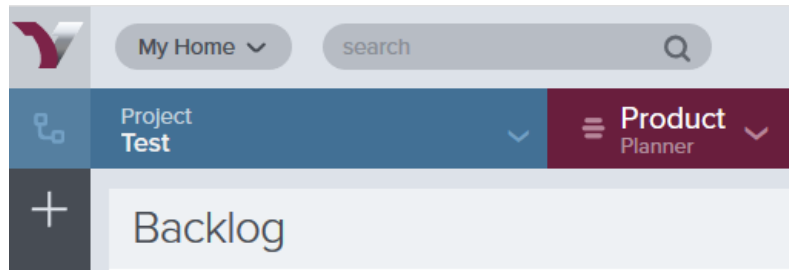 My Home
search
Project
Test
Product
Planner
Backlog